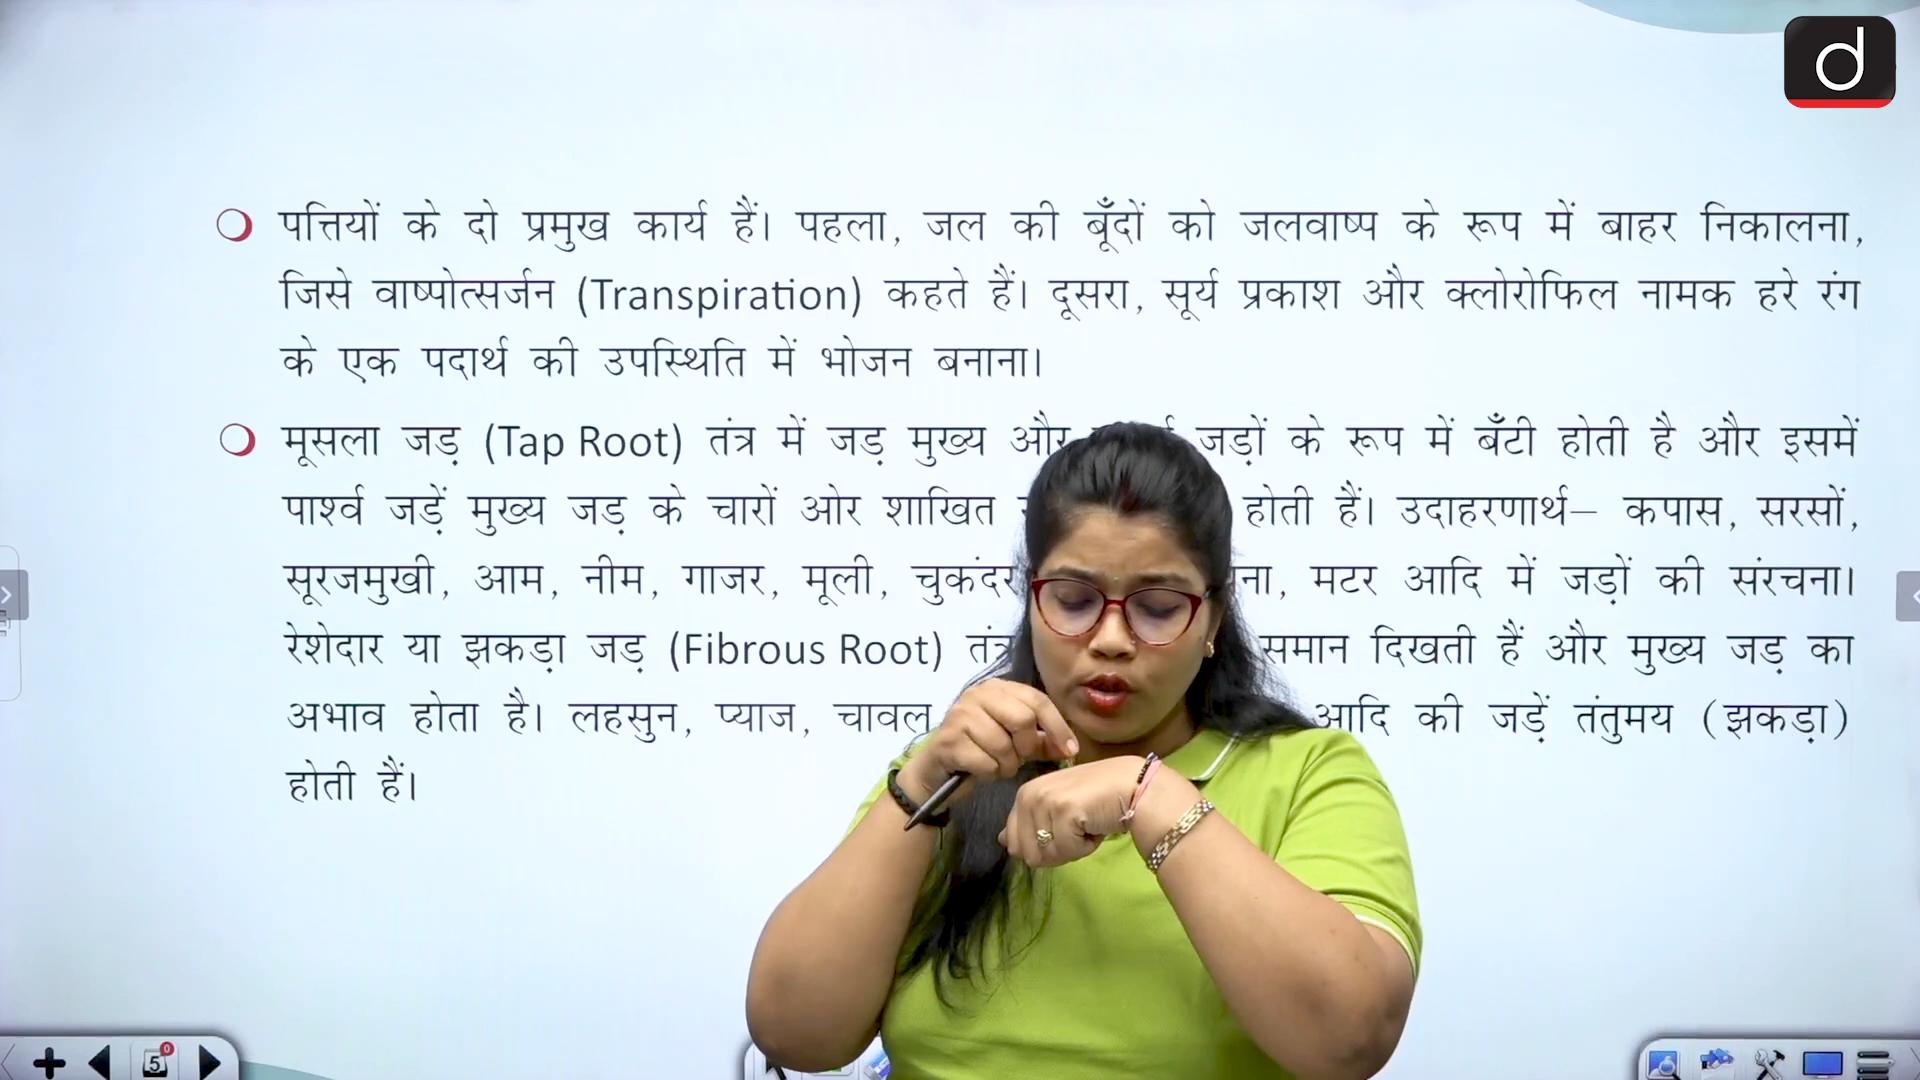 d
पत्तियों के दो प्रमुख कार्य हैं। पहला, जल की बूँदों को जलवाष्प के रूप में बाहर निकालना,
जिसे वाष्पोत्सर्जन (Transpiration) कहते हैं। दूसरा, सूर्य प्रकाश और क्लोरोफिल नामक हरे रंग
के एक पदार्थ की उपस्थिति में भोजन बनाना।
मूसला जड़ (Tap Root) तंत्र में जड़ मुख्य और जड़ों के रूप में बँटी होती है और इसमें
पार्श्व जड़ें मुख्य जड़ के चारों ओर शाखित होती हैं। उदाहरणार्थ– कपास, सरसों,
सूरजमुखी, आम, नीम, गाजर, मूली, चुकंदर मटर आदि में जड़ों की संरचना।
रेशेदार या झकड़ा जड़ (Fibrous Root) समान दिखती हैं और मुख्य जड़ का
अभाव होता है। लहसुन, प्याज, चावल आदि की जड़ें तंतुमय (झकड़ा)
होती हैं।
5 0